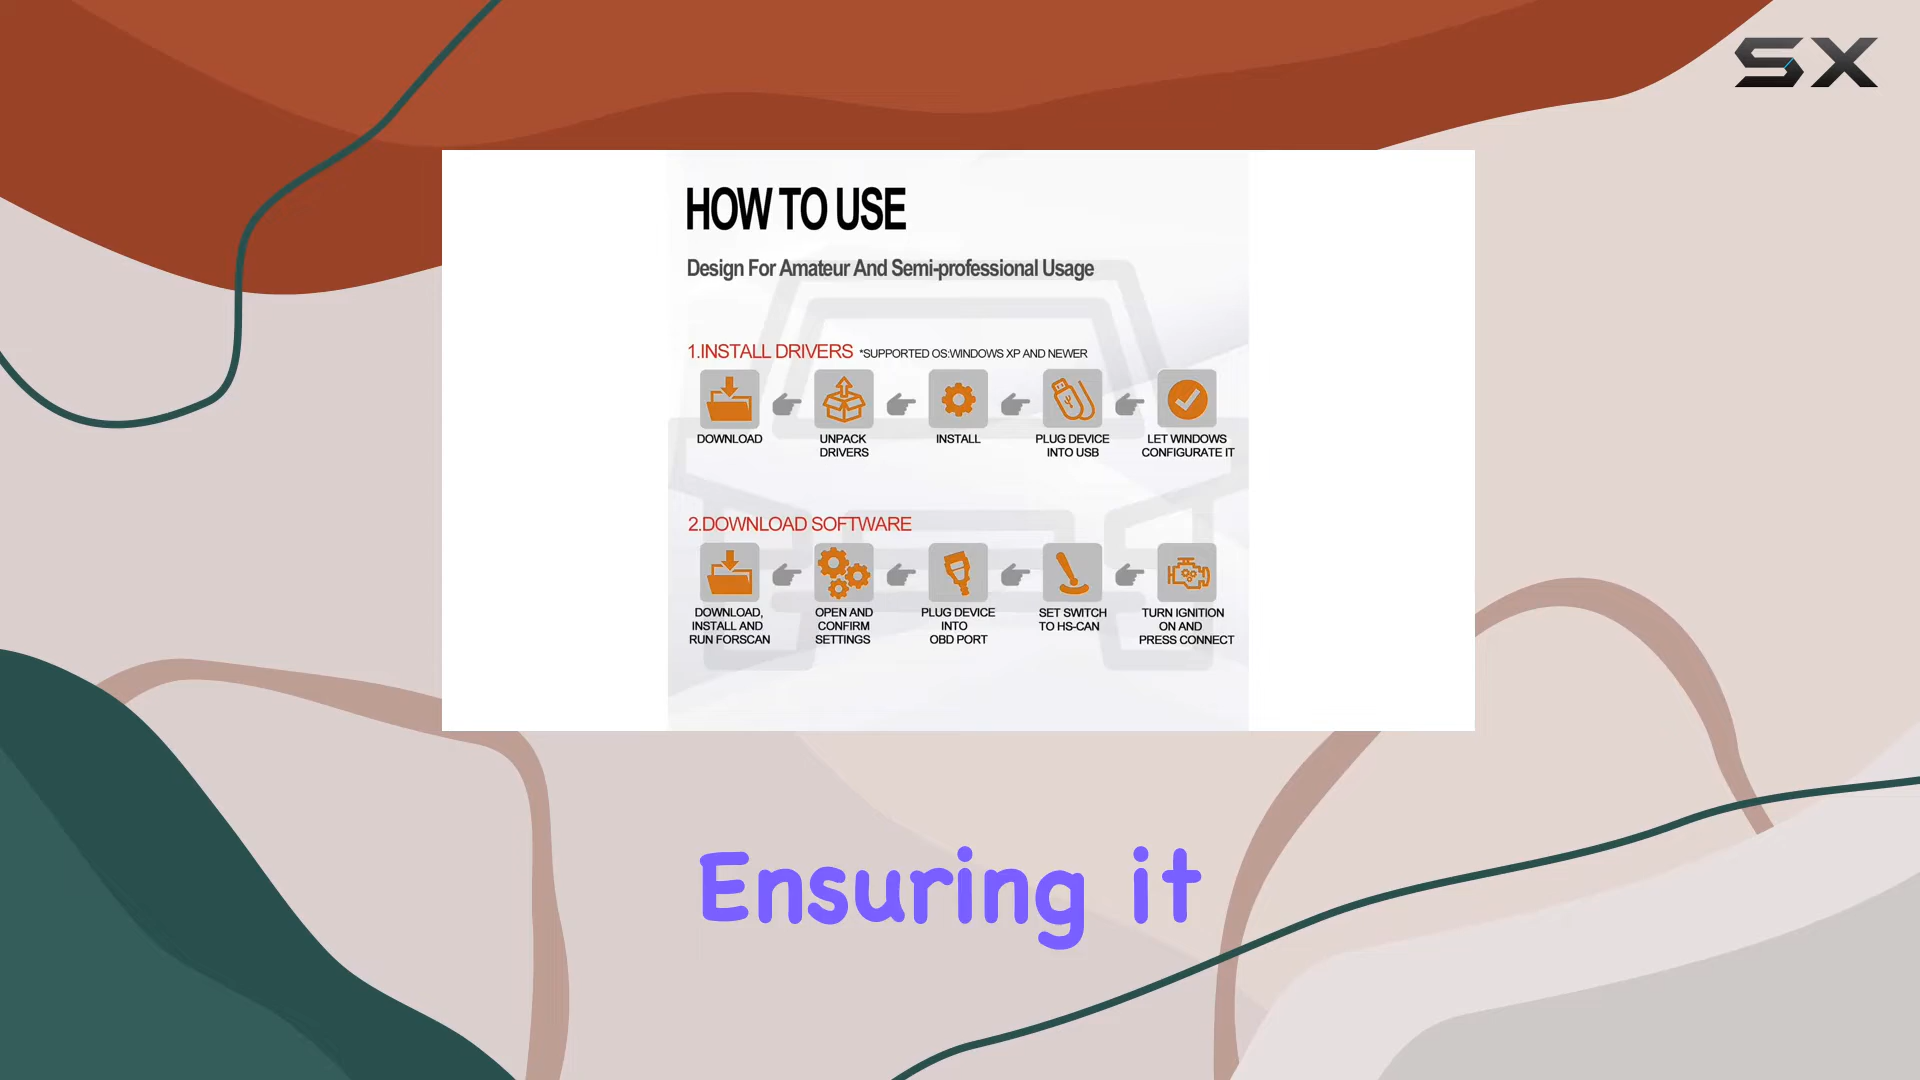 SX
HOW TO USE
Design For Amateur And Semi-professional Usage
1.INSTALL DRIVERS *SUPPORTED OS:WINDOWS XP AND NEWER
DOWNLOAD
UNPACK
DRIVERS
INSTALL
PLUG DEVICE
INTO USB
LET WINDOWS
CONFIGURATE IT
2.DOWNLOAD SOFTWARE
DOWNLOAD,
INSTALL AND
RUN FORSCAN
OPEN AND
CONFIRM
SETTINGS
PLUG DEVICE
INTO
OBD PORT
SET SWITCH
TO HS-CAN
TURN IGNITION
ON AND
PRESS CONNECT
Ensuring it